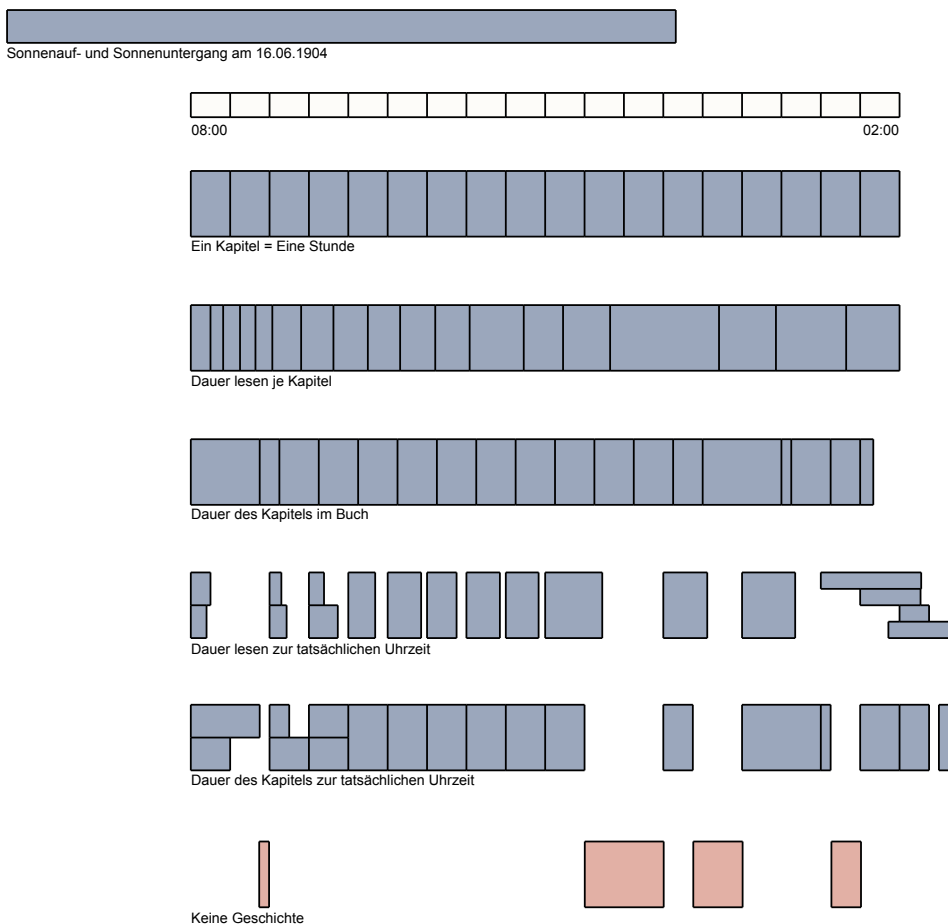 Sonnenauf- und Sonnenuntergang am 16.06.1904
08:00 02:00
Ein Kapitel = Eine Stunde
Dauer lesen je Kapitel
Dauer des Kapitels im Buch
Dauer lesen zur tatsächlichen Uhrzeit
Dauer des Kapitels zur tatsächlichen Uhrzeit
Keine Geschichte